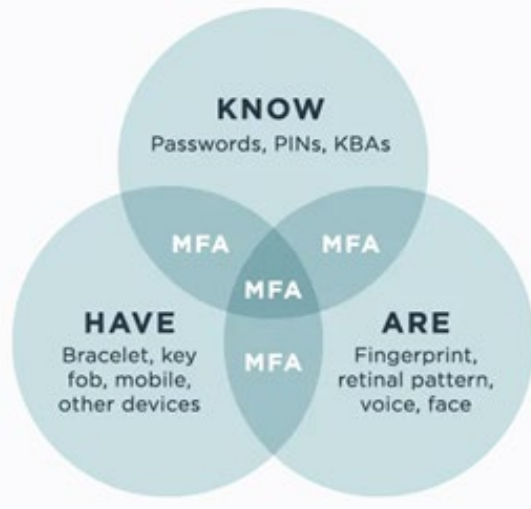 KNOW
Passwords, PINs, KBAs
MFA
MFA
MFA
HAVE
Bracelet, key
fob, mobile,
other devices
MFA
ARE
Fingerprint,
retinal pattern,
voice, face